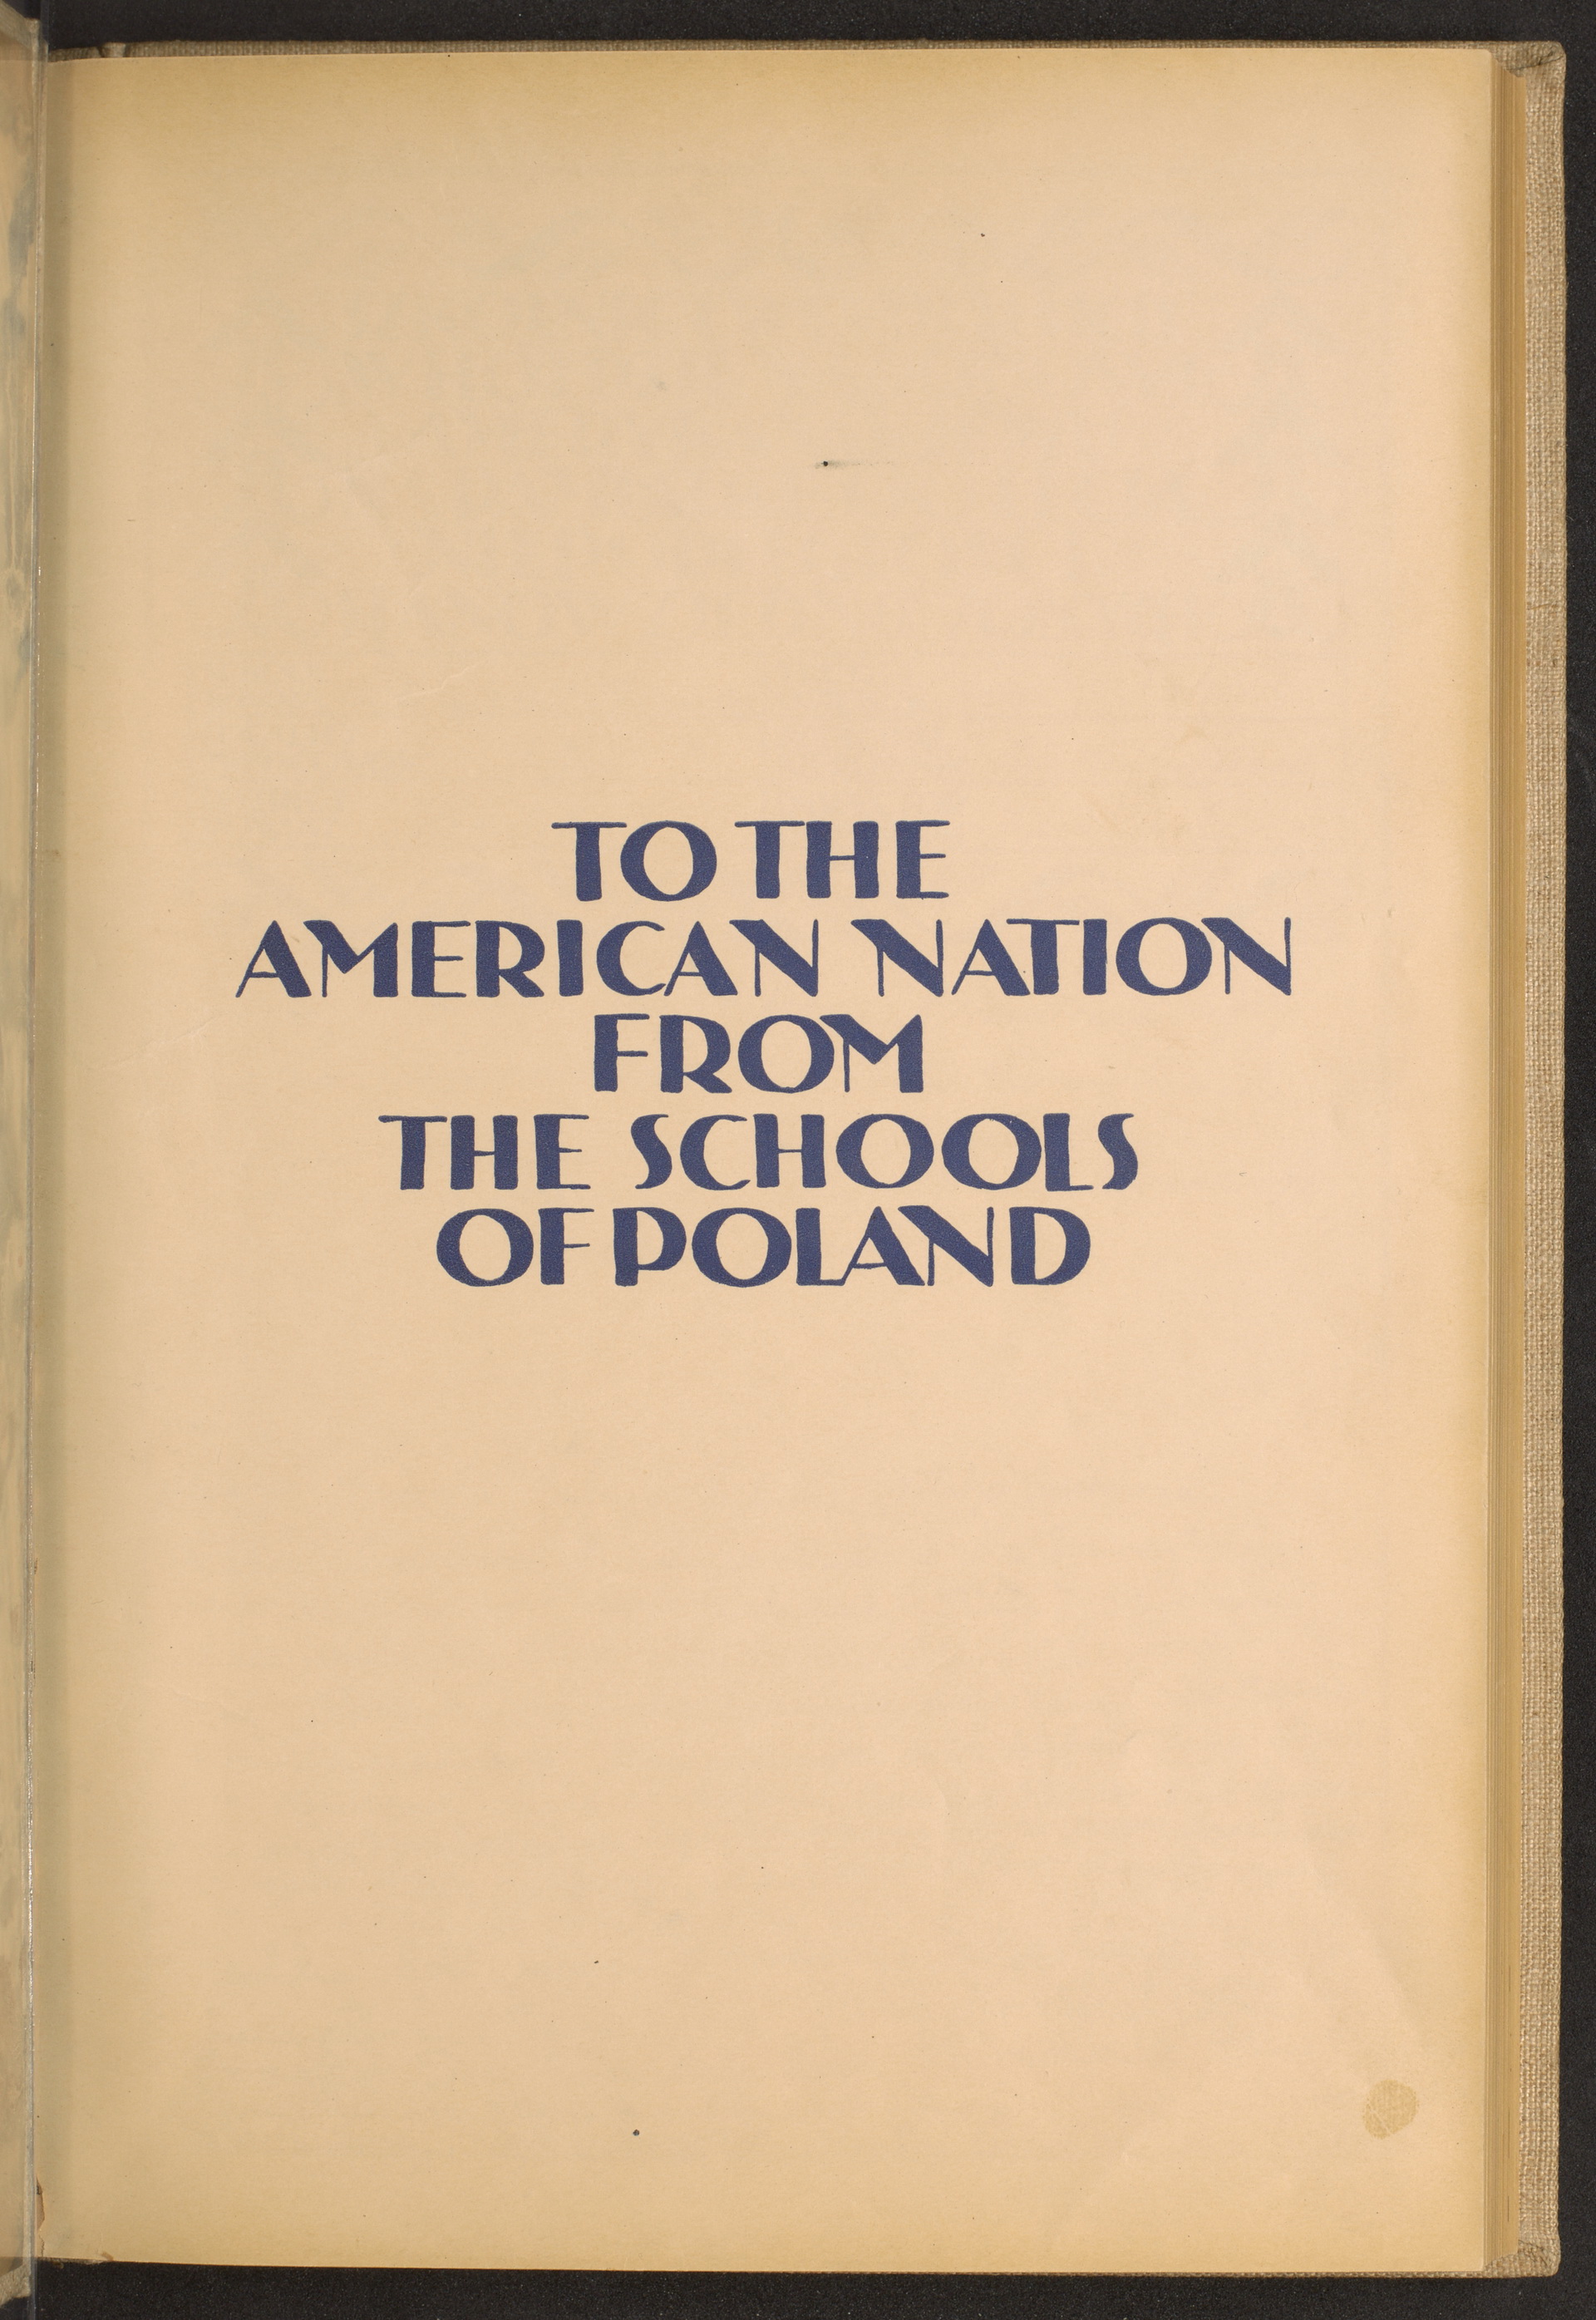 TO THE
AMERICAN NATION
FROM
THE SCHOOLS
OF POLAND